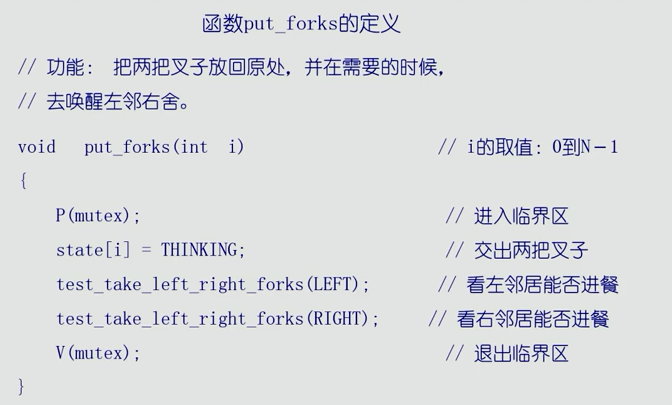 函数put_forks的定义
// 功能: 把两把叉子放回原处，并在需要的时候，
// 去唤醒左邻右舍。
void put_forks(int i) // i的取值: 0到N－1
{
P(mutex); // 进入临界区
state[i] = THINKING; // 交出两把叉子
test_take_left_right_forks(LEFT); // 看左邻居能否进餐
test_take_left_right_forks(RIGHT); // 看右邻居能否进餐
V(mutex); // 退出临界区
}